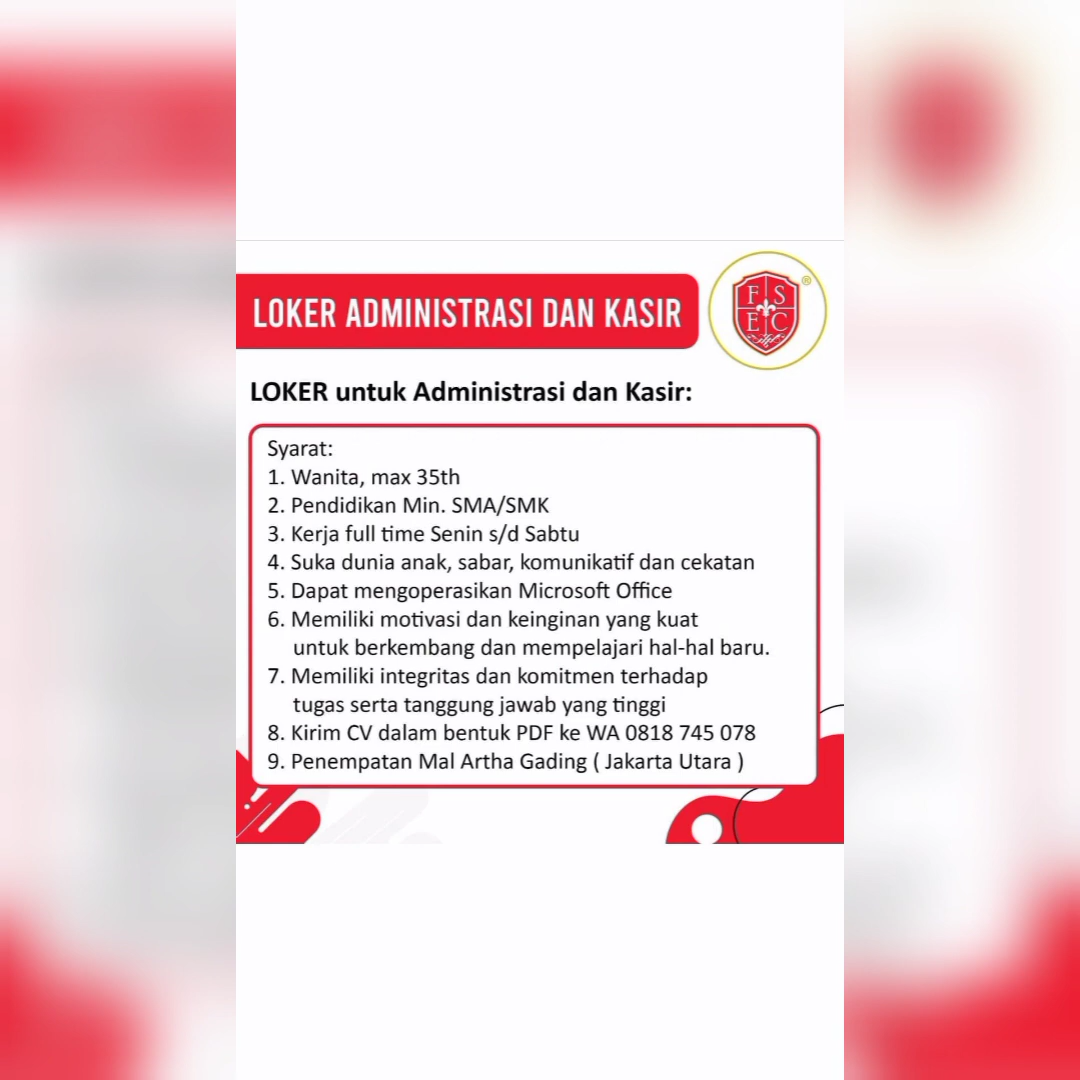 LOKER ADMINISTRASI DAN KASIR
F S
E C
®
LOKER untuk Administrasi dan Kasir:
Syarat:
1. Wanita, max 35th
2. Pendidikan Min. SMA/SMK
3. Kerja full time Senin s/d Sabtu
4. Suka dunia anak, sabar, komunikatif dan cekatan
5. Dapat mengoperasikan Microsoft Office
6. Memiliki motivasi dan keinginan yang kuat
untuk berkembang dan mempelajari hal-hal baru.
7. Memiliki integritas dan komitmen terhadap
tugas serta tanggung jawab yang tinggi
8. Kirim CV dalam bentuk PDF ke WA 0818 745 078
9. Penempatan Mal Artha Gading ( Jakarta Utara )